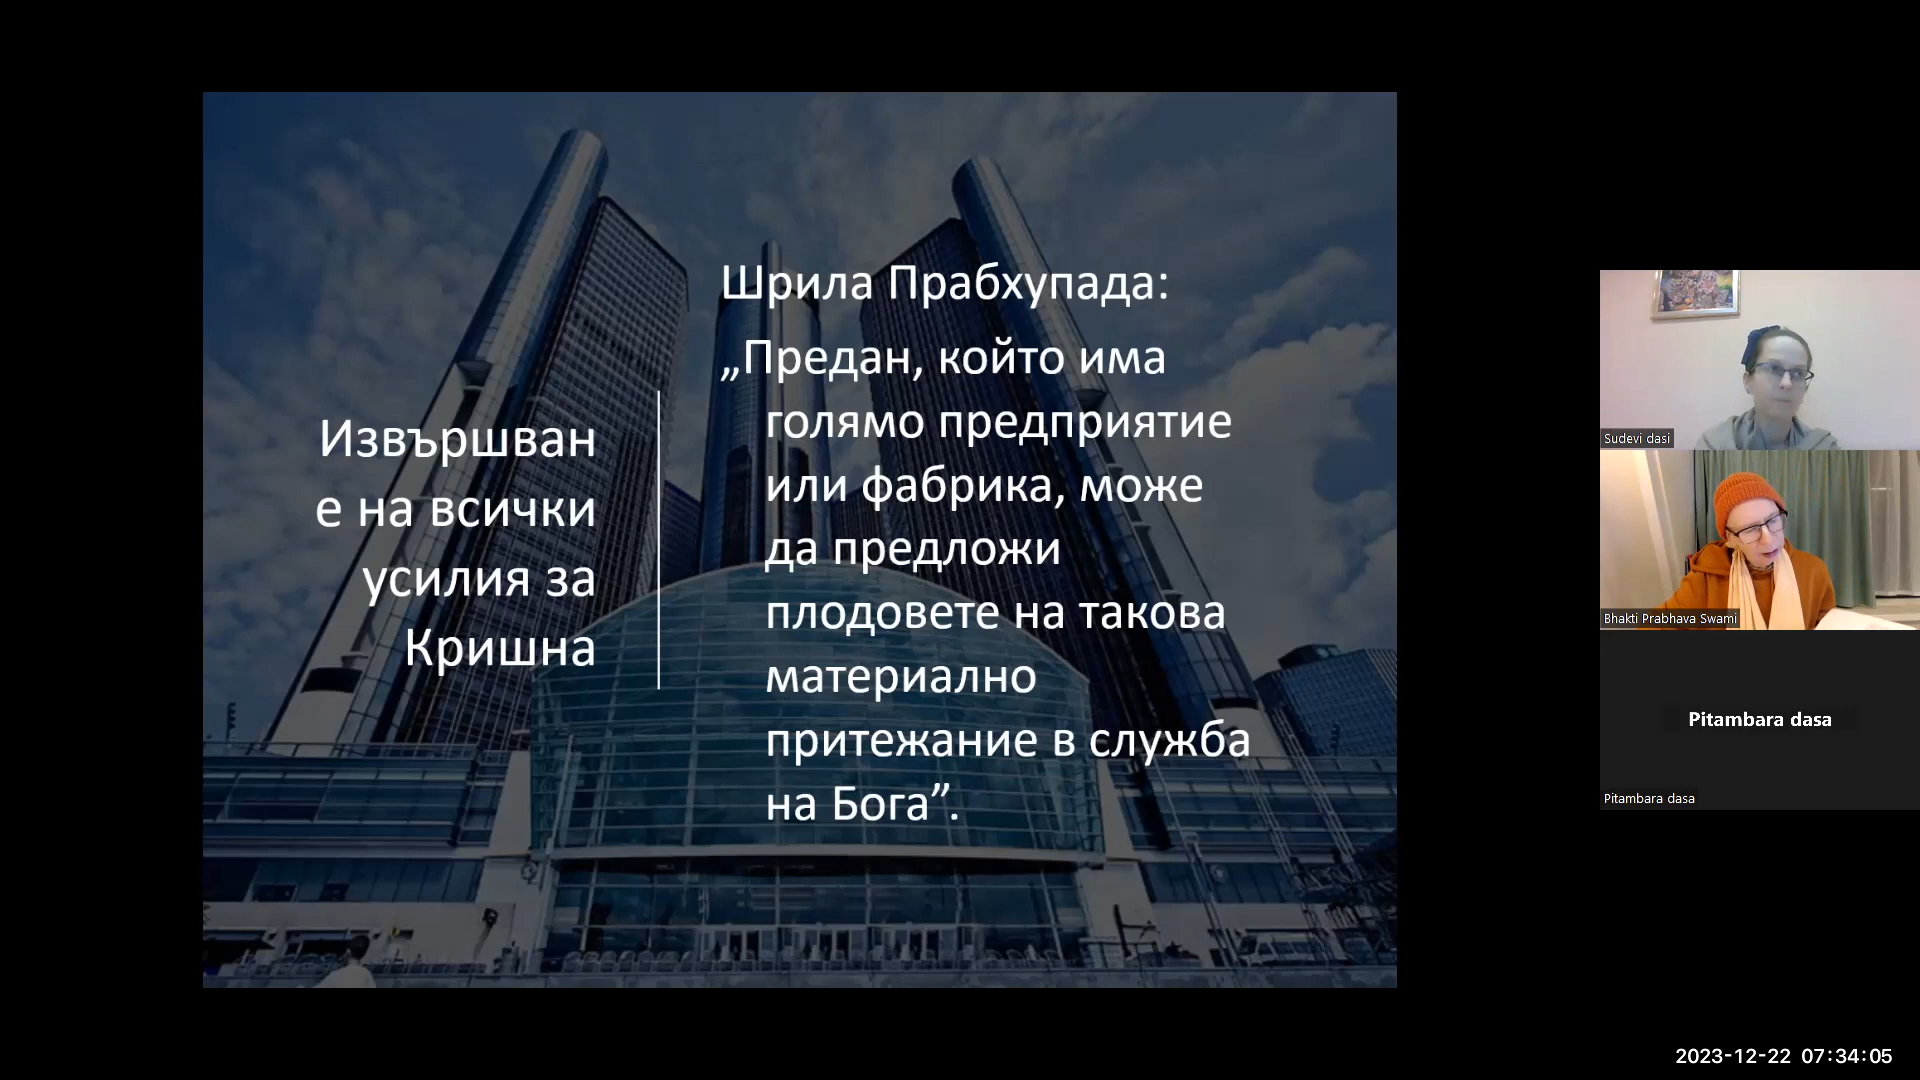 Извършван
е на всички
усилия за
Кришна
Шрила Прабхупада:
„Предан, който има
голямо предприятие
или фабрика, може
да предложи
плодовете на такова
материално
притежание в служба
на Бога”.
Sudevi dasi
Bhakti Prabhava Swami
Pitambara dasa
Pitambara dasa
2023-12-22 07:34:05